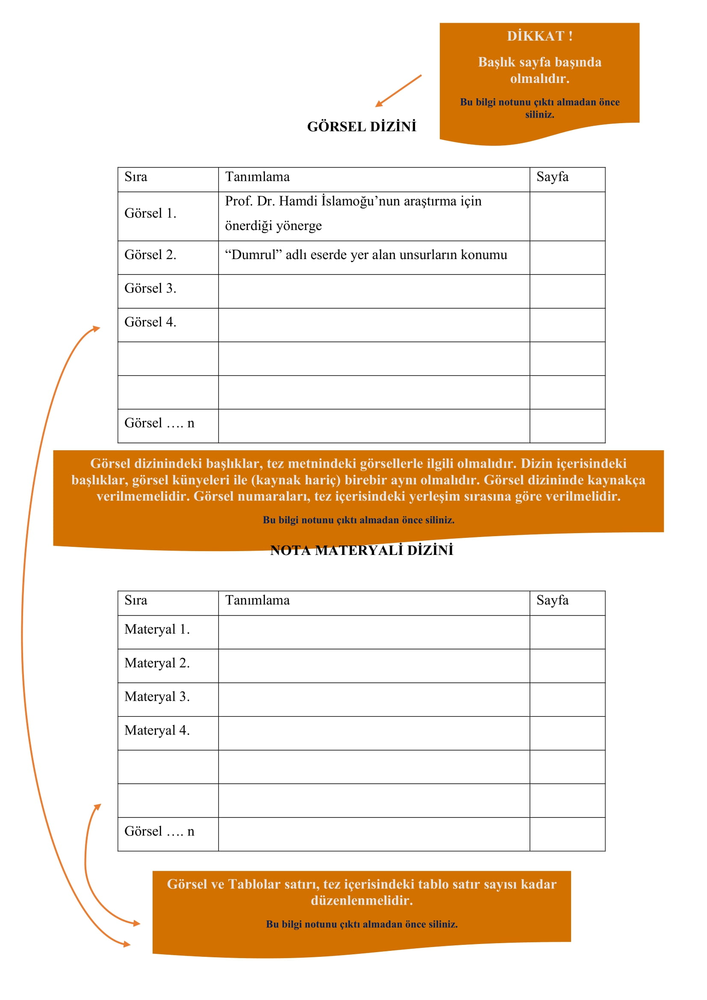 DİKKAT !
Başlık sayfa başında
olmalıdır.
Bu bilgi notunu çıktı almadan önce
siliniz.
GÖRSEL DİZİNİ
Sıra Tanımlama Sayfa
Görsel 1. Prof. Dr. Hamdi İslamoğu’nun araştırma için
önerdiği yönerge
Görsel 2. “Dumrul” adlı eserde yer alan unsurların konumu
Görsel 3.
Görsel 4.
Görsel …. n
Görsel dizinindeki başlıklar, tez metnindeki görsellerle ilgili olmalıdır. Dizin içerisindeki
başlıklar, görsel künyeleri ile (kaynak hariç) birebir aynı olmalıdır. Görsel dizininde kaynakça
verilmemelidir. Görsel numaraları, tez içerisindeki yerleşim sırasına göre verilmelidir.
Bu bilgi notunu çıktı almadan önce siliniz.
NOTA MATERYALİ DİZİNİ
Sıra Tanımlama Sayfa
Materyal 1.
Materyal 2.
Materyal 3.
Materyal 4.
Görsel …. n
Görsel ve Tablolar satırı, tez içerisindeki tablo satır sayısı kadar
düzenlenmelidir.
Bu bilgi notunu çıktı almadan önce siliniz.